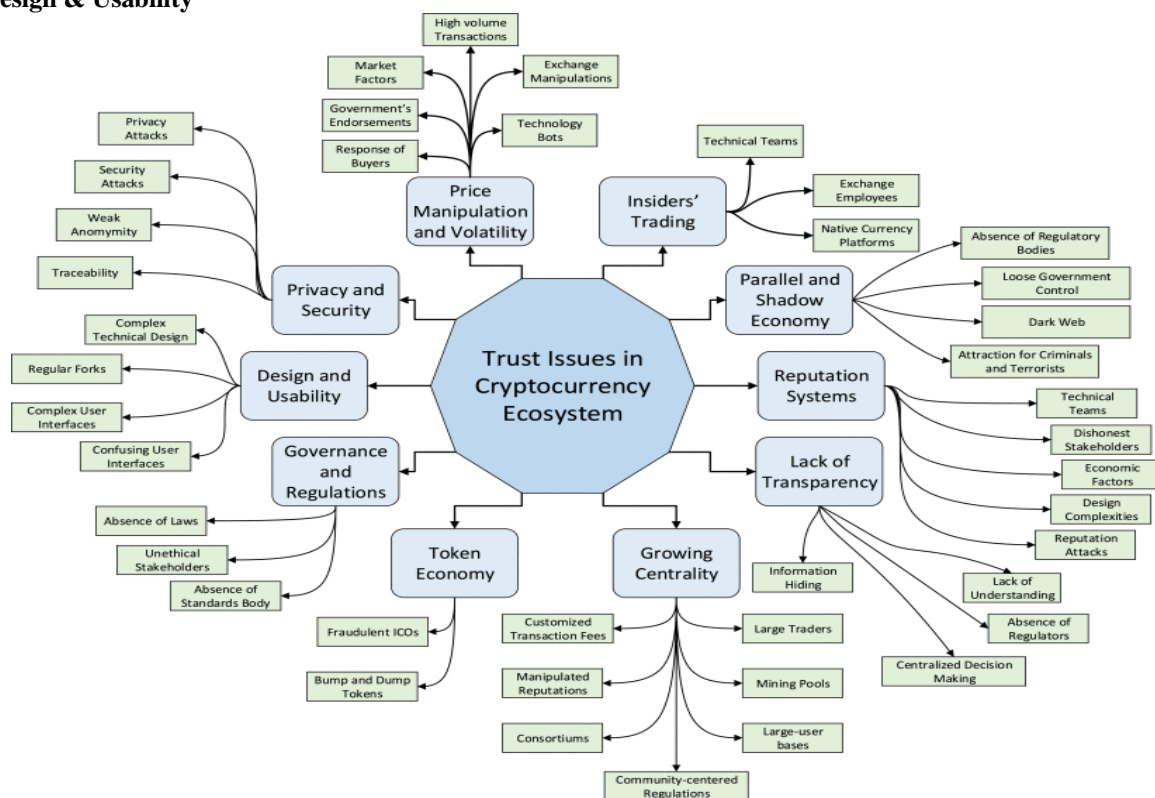 esign & Usability
High volume
Transactions
Market
Factors
Exchange
Manipulations
Government's
Endorsements
Technology
Bots
Response of
Buyers
Price
Manipulation
and Volatility
Privacy
Attacks
Security
Attacks
Weak
Anomymity
Traceability
Privacy and
Security
Technical Teams
Exchange
Employees
Native Currency
Platforms
Insiders'
Trading
Absence of Regulatory
Bodies
Loose Government
Control
Dark Web
Attraction for Criminals
and Terrorists
Parallel and
Shadow
Economy
Complex
Technical Design
Regular Forks
Complex User
Interfaces
Confusing User
Interfaces
Design and
Usability
Trust Issues in
Cryptocurrency
Ecosystem
Reputation
Systems
Technical
Teams
Dishonest
Stakeholders
Economic
Factors
Design
Complexities
Reputation
Attacks
Governance
and
Regulations
Absence of Laws
Unethical
Stakeholders
Absence of
Standards Body
Lack of
Transparency
Information
Hiding
Lack of
Understanding
Absence of
Regulators
Centralized Decision
Making
Token
Economy
Fraudulent ICOs
Bump and Dump
Tokens
Growing
Centrality
Customized
Transaction Fees
Large Traders
Manipulated
Reputations
Mining Pools
Consortiums
Large-user
bases
Community-centered
Regulations